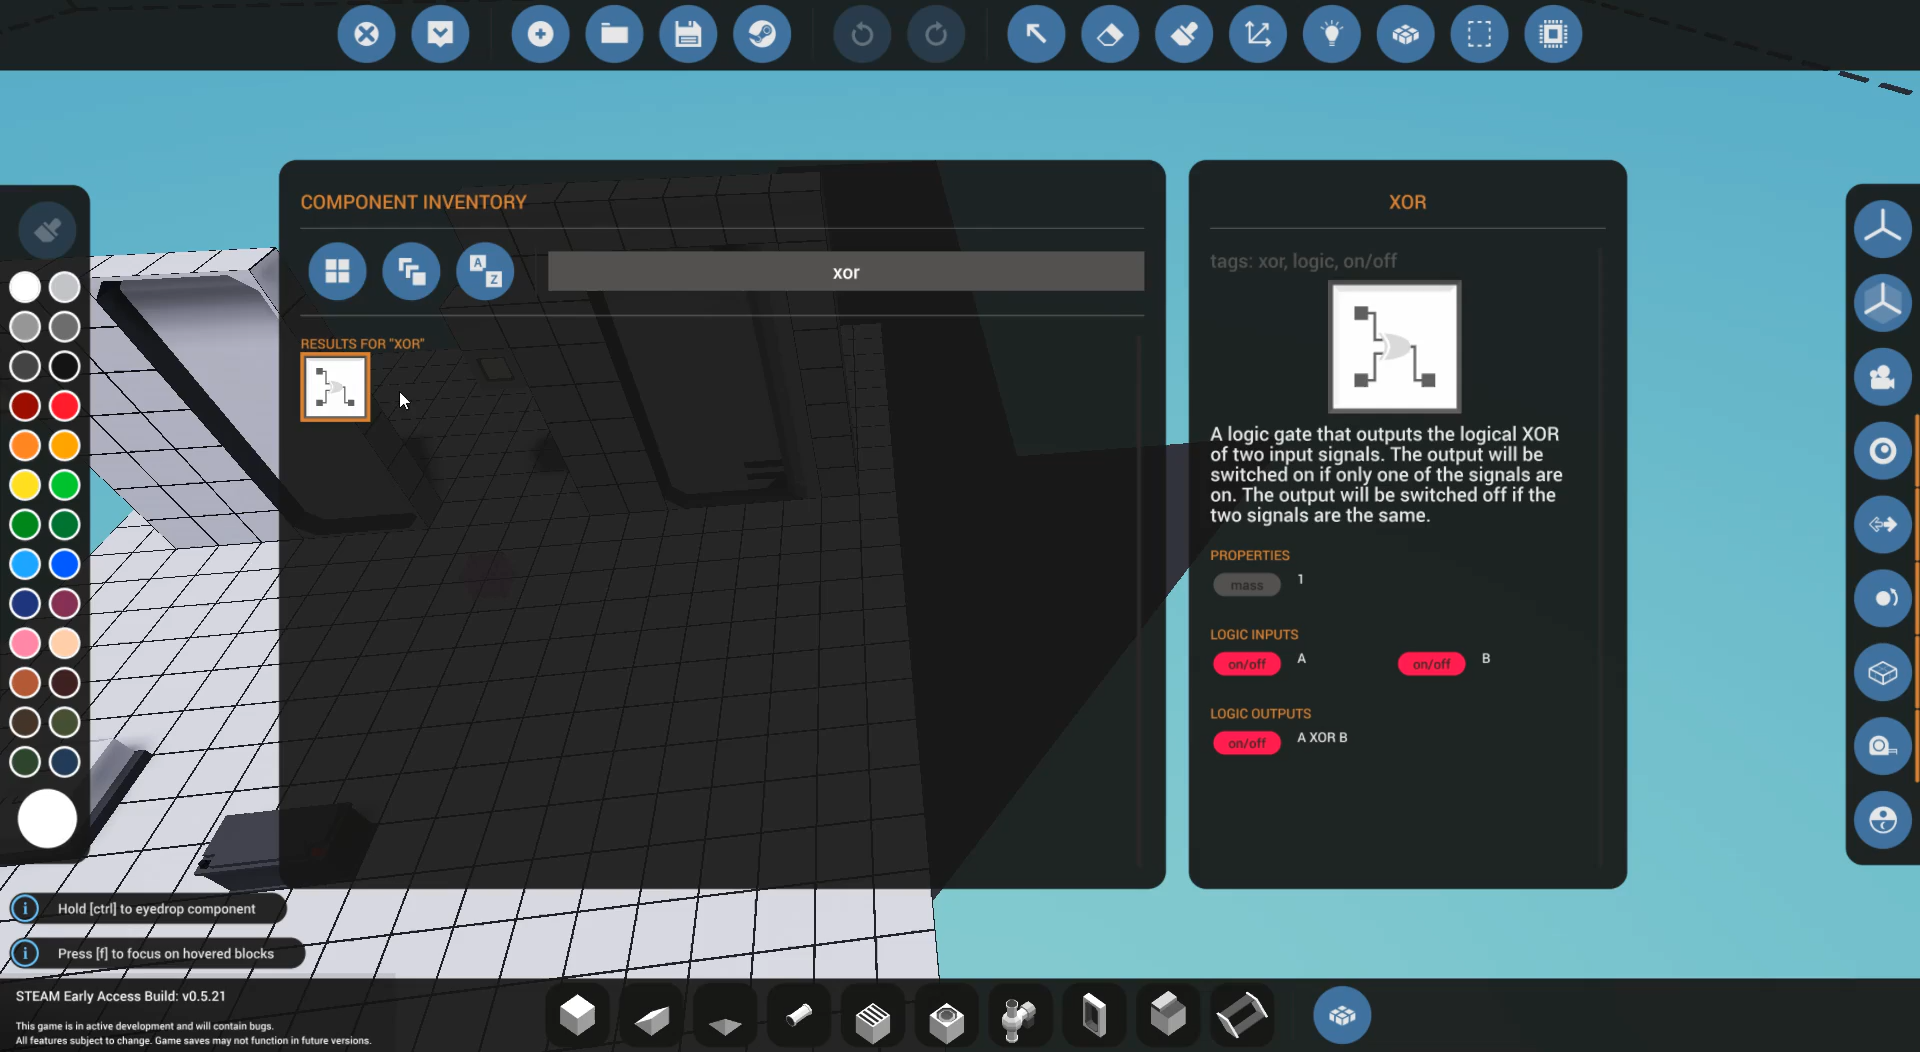 COMPONENT INVENTORY
A
Z
xor
RESULTS FOR "XOR"
XOR
tags: xor, logic, on/off
A logic gate that outputs the logical XOR
of two input signals. The output will be
switched on if only one of the signals are
on. The output will be switched off if the
two signals are the same.
PROPERTIES
mass 1
LOGIC INPUTS
on/off A on/off B
LOGIC OUTPUTS
on/off A XOR B
Hold [ctrl] to eyedrop component
Press [f] to focus on hovered blocks
STEAM Early Access Build: v0.5.21
This game is in active development and will contain bugs.
All features subject to change. Game saves may not function in future versions.